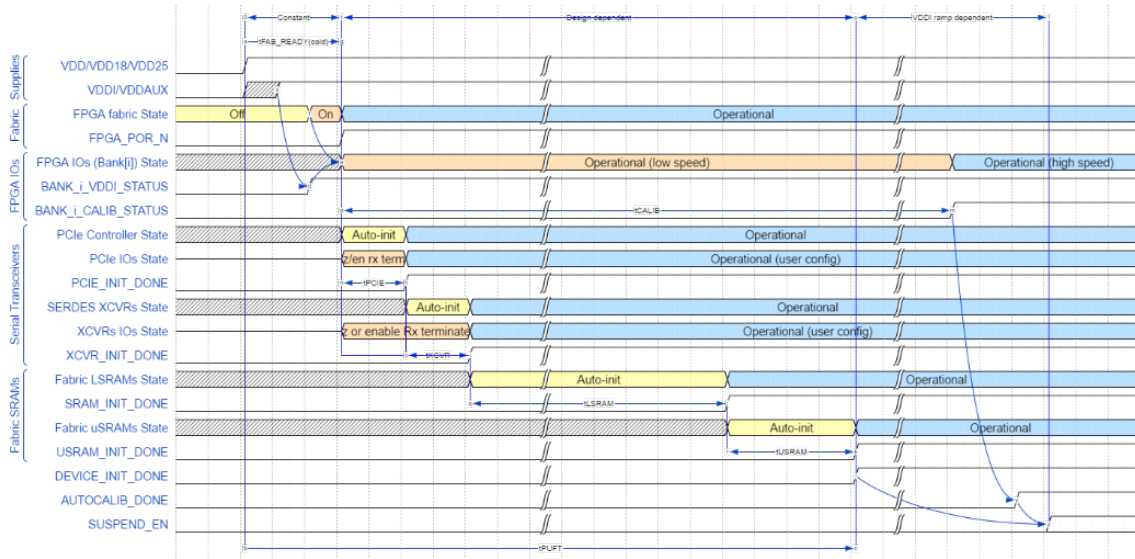 Constant
Design dependent
VDDI ramp dependent
tFAB_READY(cold)
Supplies
VDD/VDD18/VDD25
VDDI/VDDAUX
Fabric
FPGA fabric State
Off
On
Operational
FPGA_POR_N
FPGA IOs
FPGA IOs (Bank[i]) State
Operational (low speed)
Operational (high speed)
BANK_i_VDDI_STATUS
BANK_i_CALIB_STATUS
tCALIB
Serial Transceivers
PCIe Controller State
Auto-init
Operational
PCIe IOs State
z/en rx term
Operational (user config)
PCIE_INIT_DONE
tPCIE
SERDES XCVRs State
Auto-init
Operational
XCVRs IOs State
z or enable Rx terminate
Operational (user config)
XCVR_INIT_DONE
tXCVR
Fabric SRAMs
Fabric LSRAMs State
Auto-init
Operational
SRAM_INIT_DONE
tLSRAM
Fabric uSRAMs State
Auto-init
Operational
USRAM_INIT_DONE
tUSRAM
DEVICE_INIT_DONE
AUTOCALIB_DONE
SUSPEND_EN
tPUFT